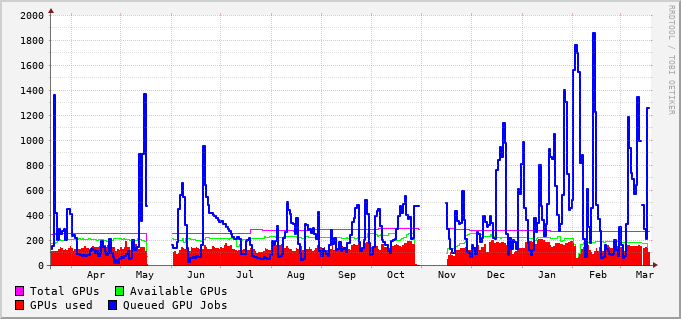 2000
1800
1600
1400
1200
1000
800
600
400
200
0
Apr May Jun Jul Aug Sep Oct Nov Dec Jan Feb Mar
Total GPUs Available GPUs
GPUs used Queued GPU Jobs
RRDTOOL / TOBI OETIKER